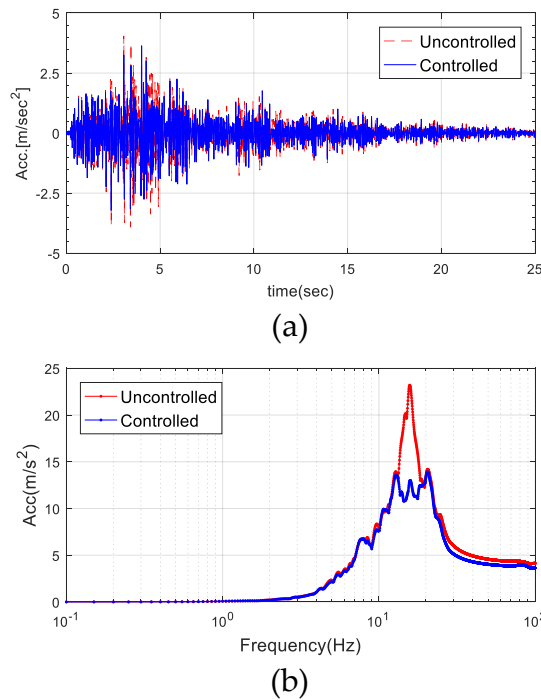 5
2.5
0
-2.5
-5
Acc.[m/sec²]
Uncontrolled
Controlled
0 5 10 15 20 25
time(sec)
(a)
25
20
15
10
5
0
Acc(m/s²)
Uncontrolled
Controlled
10⁻¹ 10⁰ 10¹ 10²
Frequency(Hz)
(b)